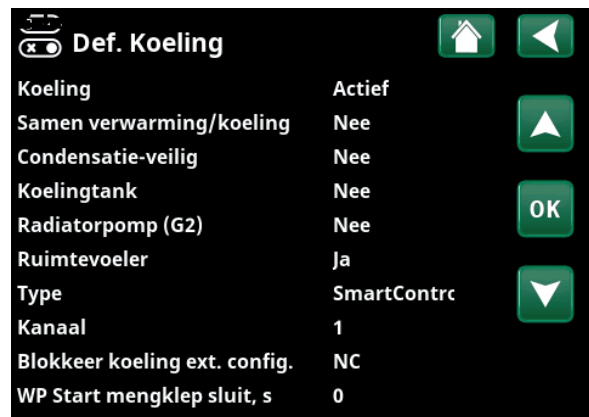 Def. Koeling
Koeling Actief
Samen verwarming/koeling Nee
Condensatie-veilig Nee
Koelingtank Nee
Radiatorpomp (G2) Nee
Ruimtevoeler Ja
Type SmartContrc
Kanaal 1
Blokkeer koeling ext. config. NC
WP Start mengklep sluit, s 0
OK